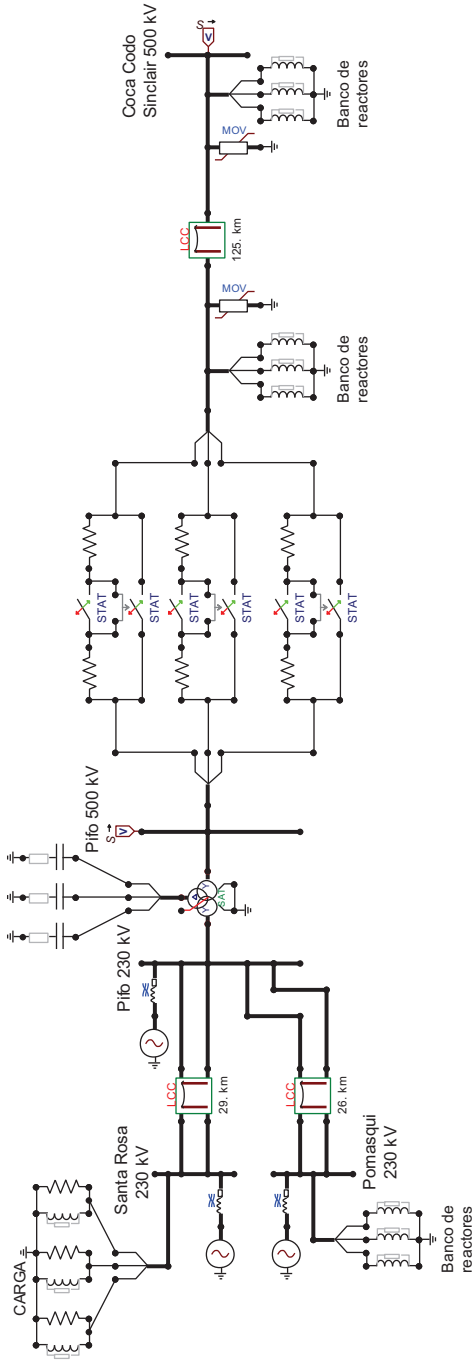 CARGA
Santa Rosa
230 kV
LCC
29. km
Pomasqui
230 kV
LCC
26. km
Banco de
reactores
Pifo 230 kV
Y
Y
SAT
Pifo 500 kV
S
V
STAT
STAT
STAT
STAT
STAT
STAT
Banco de
reactores
MOV
LCC
125. km
MOV
Banco de
reactores
Coca Codo
Sinclair 500 kV
S
V